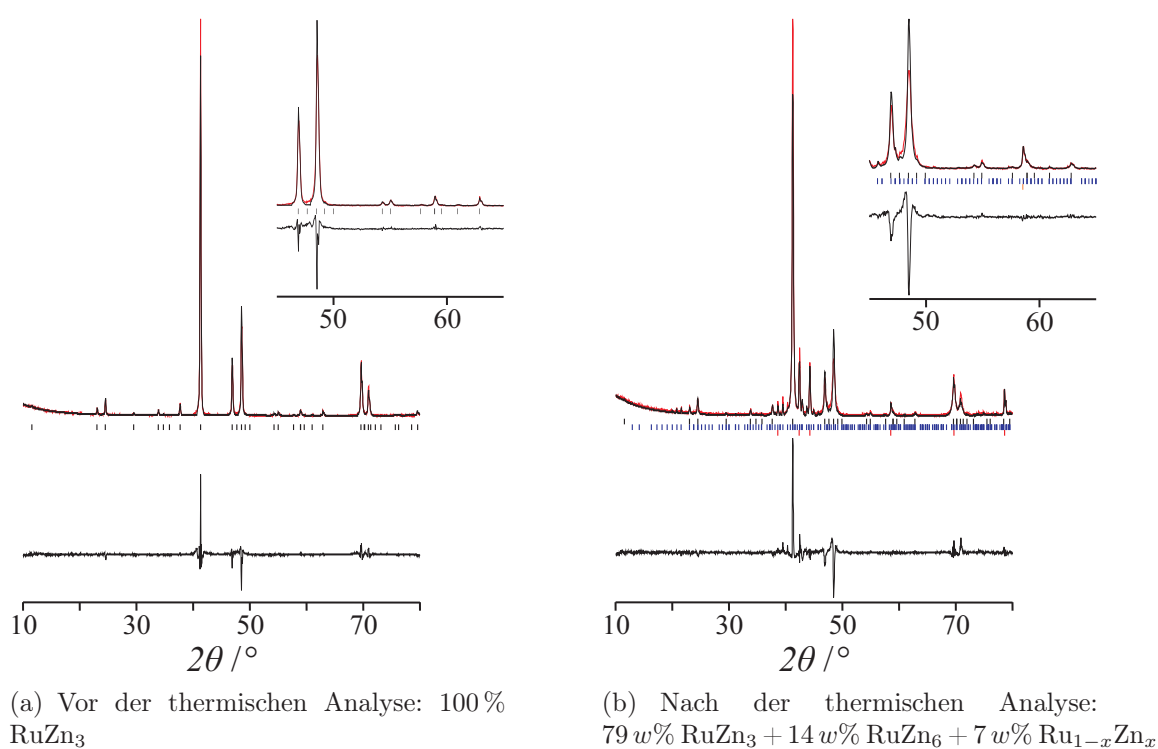 50
60
10
30
50
70
2θ /°
(a) Vor der thermischen Analyse: 100 %
RuZn₃
50
60
10
30
50
70
2θ /°
(b) Nach der thermischen Analyse:
79 w% RuZn₃ + 14 w% RuZn₆ + 7 w% Ru₁₋ₓZnₓ